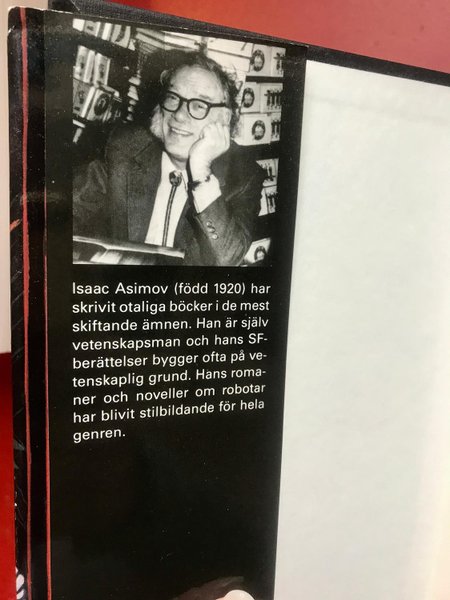 Isaac Asimov (född 1920) har
skrivit otaliga böcker i de mest
skiftande ämnen. Han är själv
vetenskapsman och hans SF-
berättelser bygger ofta på ve-
tenskaplig grund. Hans roma-
ner och noveller om robotar
har blivit stilbildande för hela
genren.